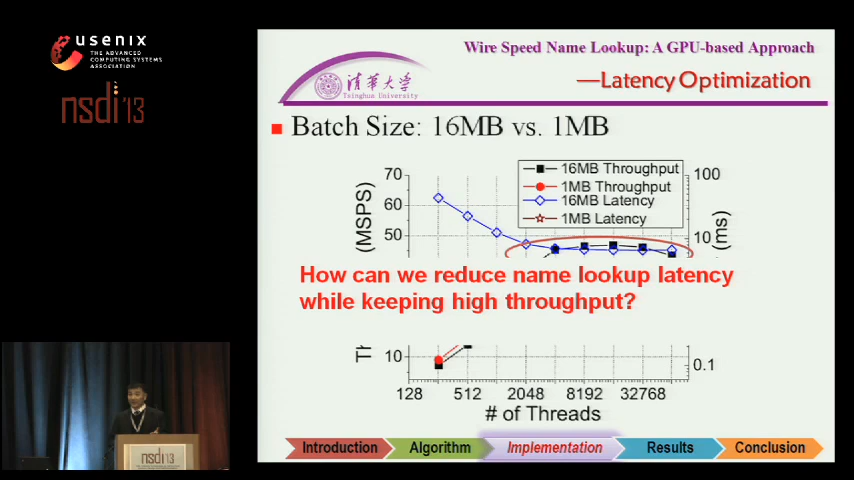 usenix
THE ADVANCED
COMPUTING SYSTEMS
ASSOCIATION
nsdi'13
Wire Speed Name Lookup: A GPU-based Approach
—Latency Optimization
清华大学
Tsinghua University
Batch Size: 16MB vs. 1MB
16MB Throughput
1MB Throughput
16MB Latency
1MB Latency
70
60
50
(MSPS)
100
10
(ms)
How can we reduce name lookup latency
while keeping high throughput?
10
0.1
128 512 2048 8192 32768
# of Threads
Introduction Algorithm Implementation Results Conclusion
nsdi'13